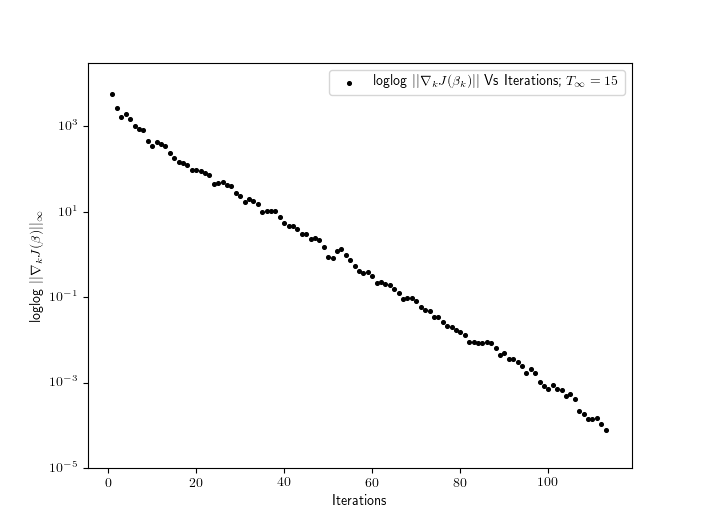 loglog $||\nabla_k J(\beta_k)||$ Vs Iterations; $T_\infty = 15$
$10^3$
$10^1$
$10^{-1}$
$10^{-3}$
$10^{-5}$
loglog $||\nabla_k J(\beta)||_\infty$
0 20 40 60 80 100
Iterations